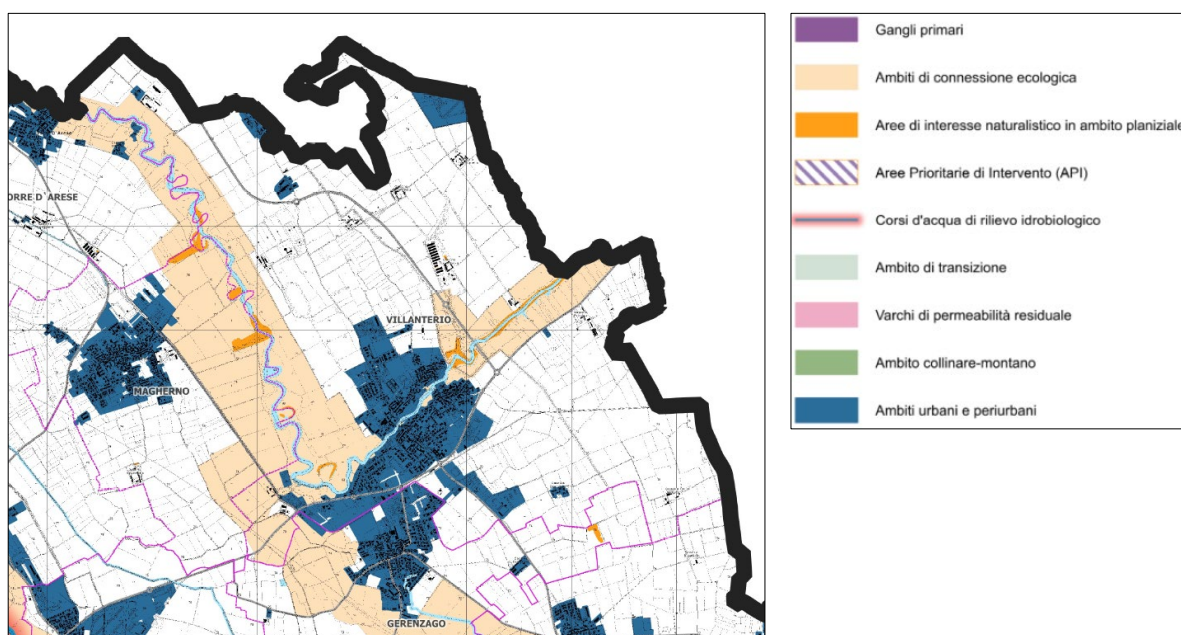 ORRE D'ARESE
VILLANTERIO
MAGHERNO
GERENZAGO
Gangli primari
Ambiti di connessione ecologica
Aree di interesse naturalistico in ambito planiziale
Aree Prioritarie di Intervento (API)
Corsi d'acqua di rilievo idrobiologico
Ambito di transizione
Varchi di permeabilità residuale
Ambito collinare-montano
Ambiti urbani e periurbani